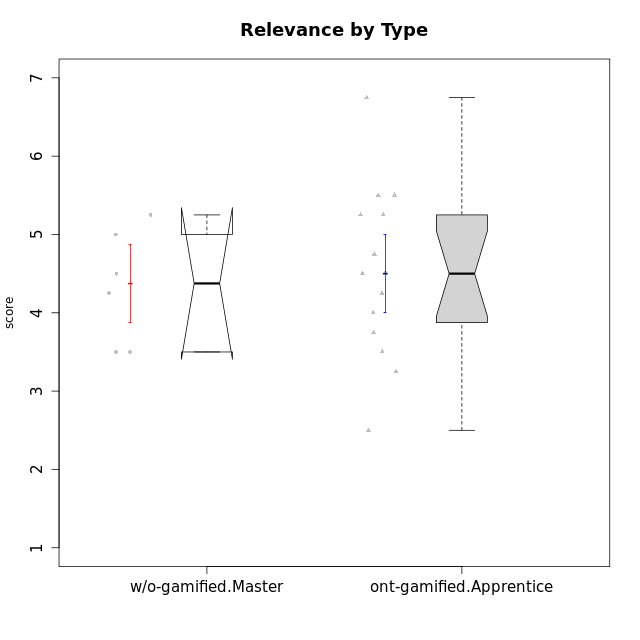 Relevance by Type
7
6
5
4
3
2
1
score
w/o-gamified.Master
ont-gamified.Apprentice